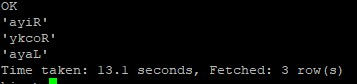 OK
'ayiR'
'ykcoR'
'ayaL'
Time taken: 13.1 seconds, Fetched: 3 row(s)